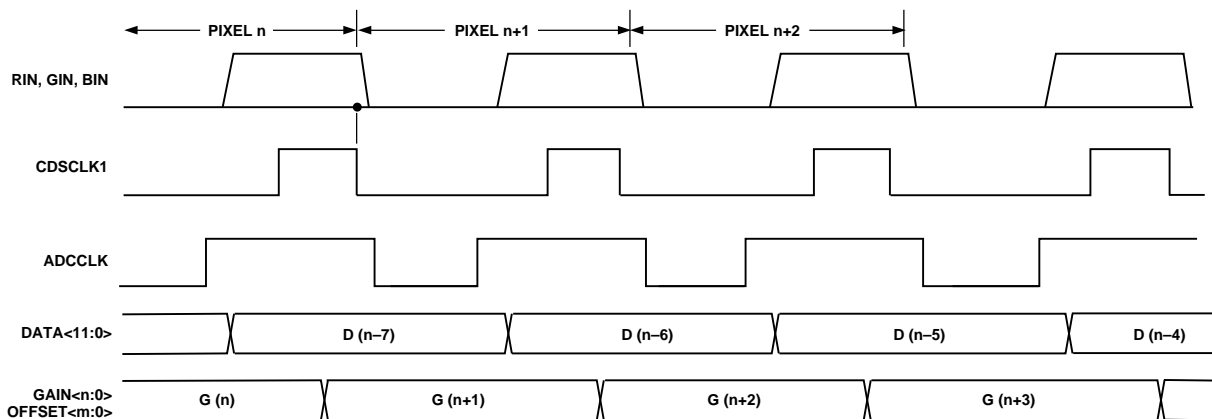 PIXEL n PIXEL n+1 PIXEL n+2
RIN, GIN, BIN
CDSCLK1
ADCCLK
DATA<11:0> D (n–7) D (n–6) D (n–5) D (n–4)
GAIN<n:0> G (n) G (n+1) G (n+2) G (n+3)
OFFSET<m:0>